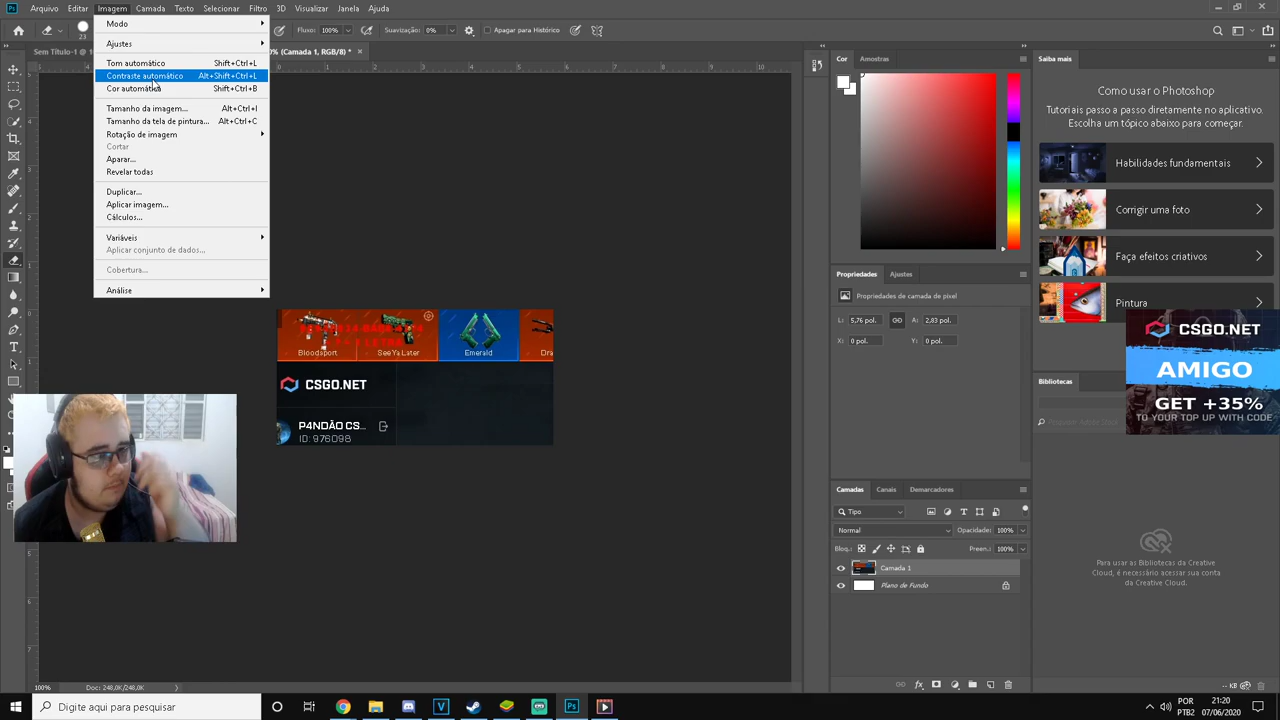 Arquivo Editar Imagem Camada Texto Selecionar Filtro 3D Visualizar Janela Ajuda
23 Fluxo: 100% Suavização: 0% Apagar para Histórico
Sem Título-1 @ 0% (Camada 1, RGB/8) *
Modo
Ajustes
Tom automático Shift+Ctrl+L
Contraste automático Alt+Shift+Ctrl+L
Cor automática Shift+Ctrl+B
Tamanho da imagem... Alt+Ctrl+I
Tamanho da tela de pintura... Alt+Ctrl+C
Rotação de imagem
Cortar
Aparar...
Revelar todas
Duplicar...
Aplicar imagem...
Cálculos...
Variáveis
Aplicar conjunto de dados...
Cobertura...
Análise
Bloodsport See Ya Later Emerald Dra
CSGO.NET
P4NDÃO CS...
ID: 976098
Cor Amostras
Propriedades Ajustes
Propriedades de camada de pixel
L: 5,76 pol. A: 2,83 pol.
X: 0 pol. Y: 0 pol.
Camadas Canais Demarcadores
Tipo
Normal Opacidade: 100%
Bloq.: Preen.: 100%
Camada 1
Plano de Fundo
Saiba mais
Como usar o Photoshop
Tutoriais passo a passo diretamente no aplicativo.
Escolha um tópico abaixo para começar.
Habilidades fundamentais
Corrigir uma foto
Faça efeitos criativos
Pintura
CSGO.NET
AMIGO
GET +35%
TO YOUR TOP UP WITH CODE
Bibliotecas
Para usar as Bibliotecas da Creative
Cloud, é necessário acessar sua conta
da Creative Cloud.
-- KB
100% Doc: 248,0K/248,0K
Digite aqui para pesquisar
POR
PTB2
21:20
07/06/2020